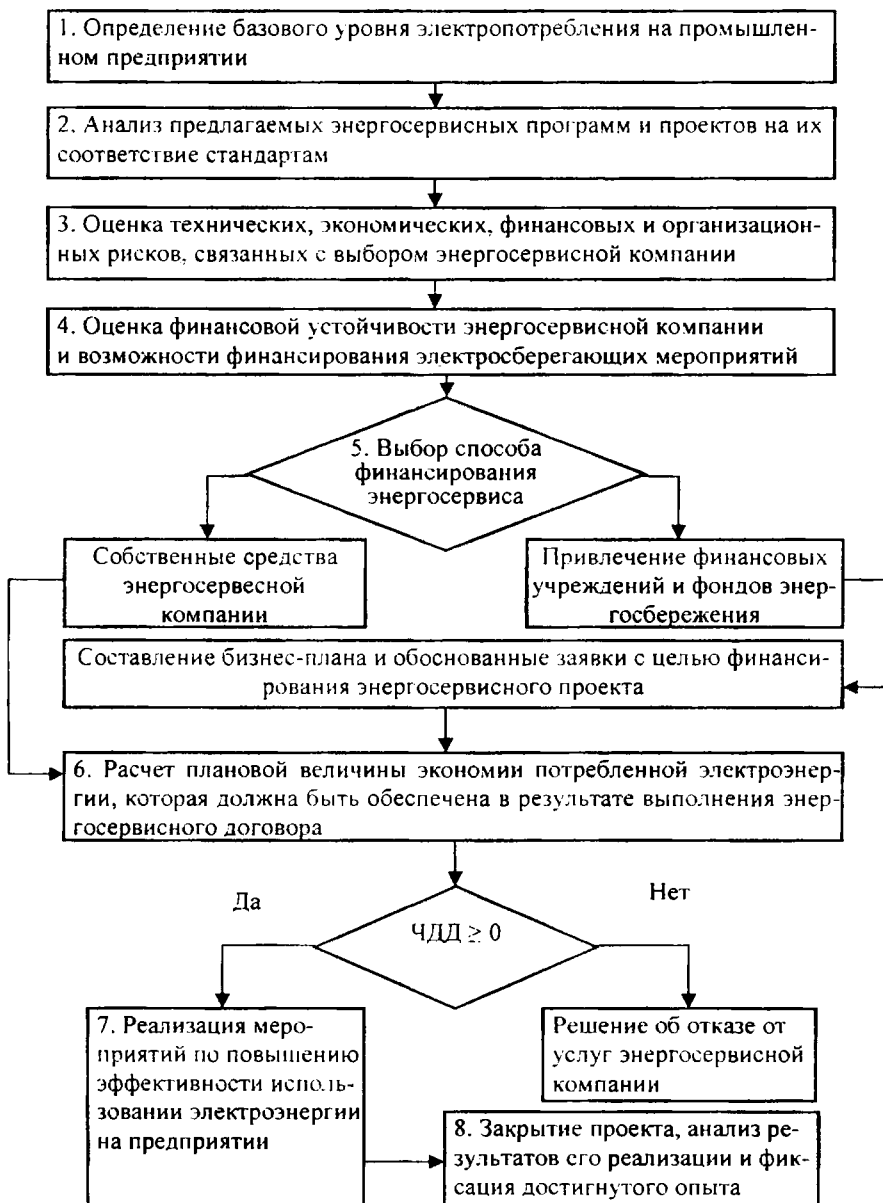 1. Определение базового уровня электропотребления на промышлен-
ном предприятии
2. Анализ предлагаемых энергосервисных программ и проектов на их
соответствие стандартам
3. Оценка технических, экономических, финансовых и организацион-
ных рисков, связанных с выбором энергосервисной компании
4. Оценка финансовой устойчивости энергосервисной компании
и возможности финансирования электросберегающих мероприятий
5. Выбор способа
финансирования
энергосервиса
Собственные средства
энергосервесной
компании
Привлечение финансовых
учреждений и фондов энер-
госбережения
Составление бизнес-плана и обоснованные заявки с целью финанси-
рования энергосервисного проекта
6. Расчет плановой величины экономии потребленной электроэнер-
гии, которая должна быть обеспечена в результате выполнения энер-
госервисного договора
Да
Нет
ЧДД ≥ 0
7. Реализация меро-
приятий по повышению
эффективности исполь-
зовании электроэнергии
на предприятии
Решение об отказе от
услуг энергосервисной
компании
8. Закрытие проекта, анализ ре-
зультатов его реализации и фик-
сация достигнутого опыта